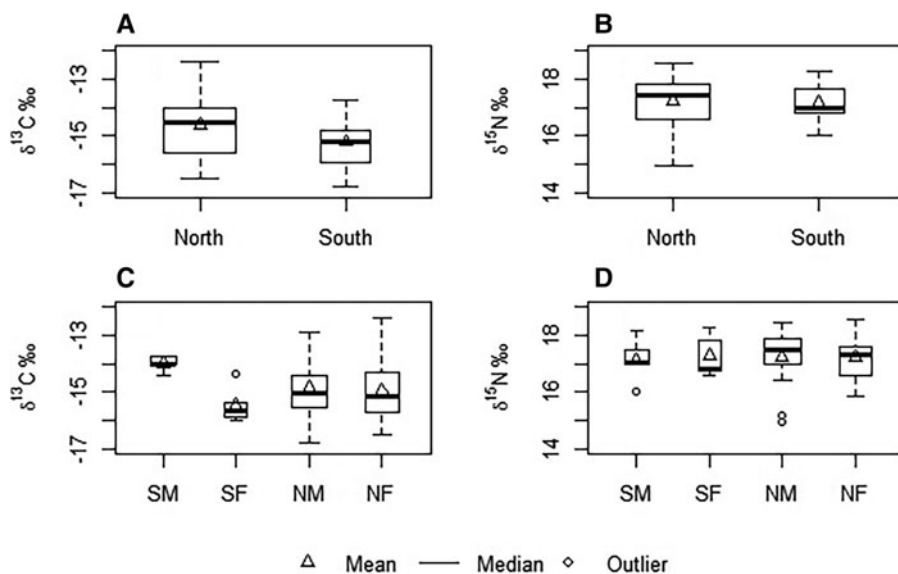 A
δ¹³C ‰
-13
-15
-17
North South
B
δ¹⁵N ‰
18
16
14
North South
C
δ¹³C ‰
-13
-15
-17
SM SF NM NF
D
δ¹⁵N ‰
18
16
14
SM SF NM NF
Mean Median Outlier